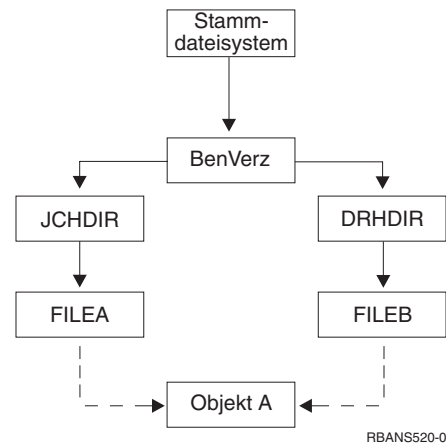 Stamm-
dateisystem
BenVerz
JCHDIR
DRHDIR
FILEA
FILEB
Objekt A
RBANS520-0